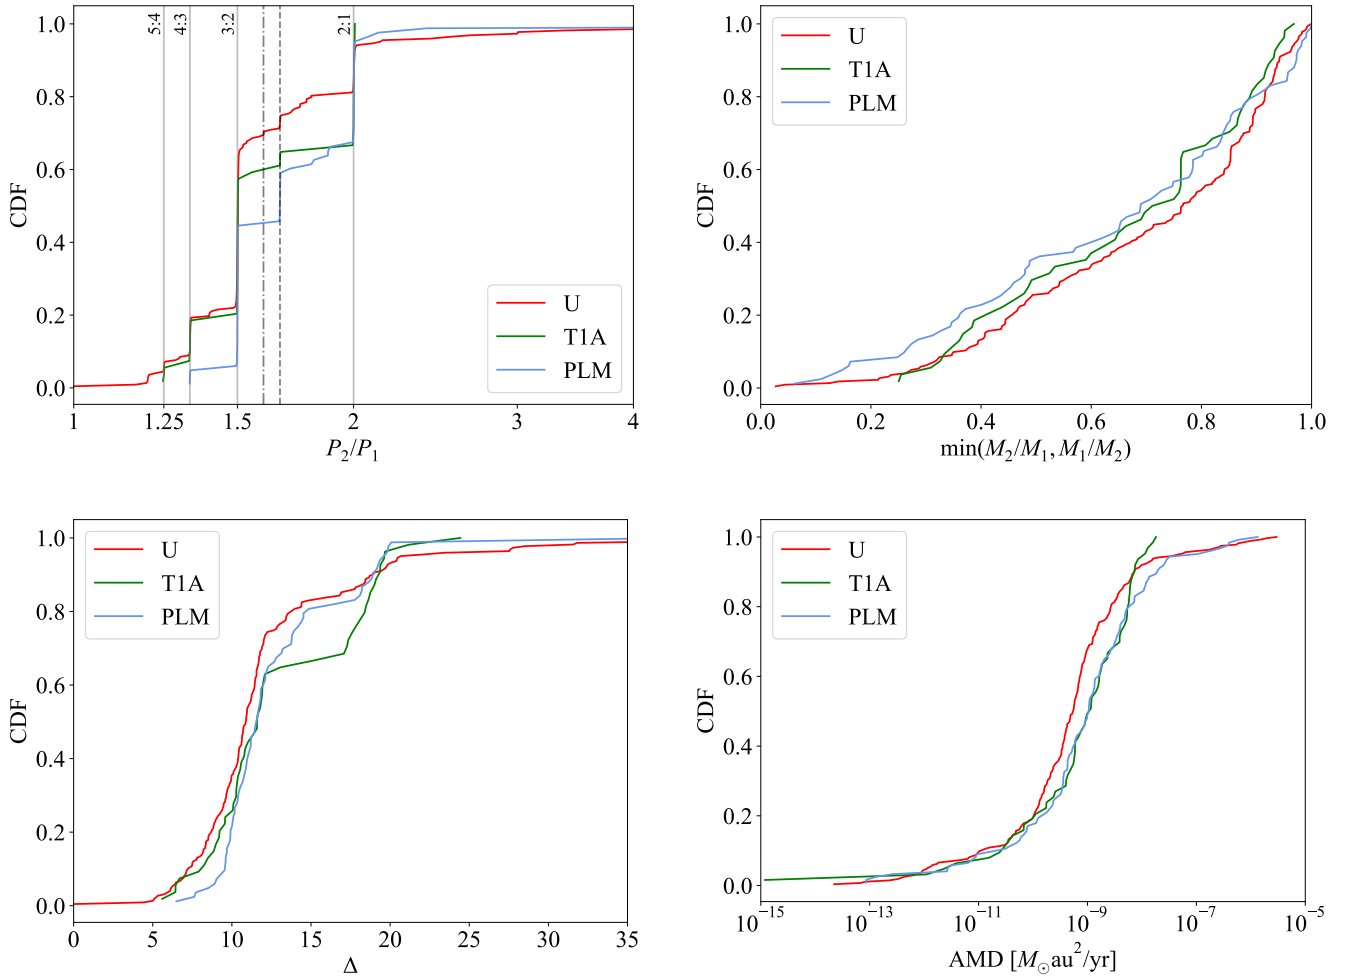 5:4
4:3
3:2
2:1
CDF
1.0
0.8
0.6
0.4
0.2
0.0
U
T1A
PLM
1 1.25 1.5 2 3 4
P₂/P₁
CDF
1.0
0.8
0.6
0.4
0.2
0.0
U
T1A
PLM
0.0 0.2 0.4 0.6 0.8 1.0
min(M₂/M₁, M₁/M₂)
CDF
1.0
0.8
0.6
0.4
0.2
0.0
U
T1A
PLM
0 5 10 15 20 25 30 35
Δ
CDF
1.0
0.8
0.6
0.4
0.2
0.0
U
T1A
PLM
10⁻¹⁵ 10⁻¹³ 10⁻¹¹ 10⁻⁹ 10⁻⁷ 10⁻⁵
AMD [M☉au²/yr]